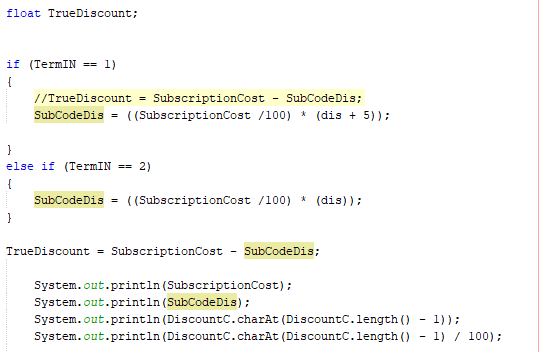 float TrueDiscount;
if (TermIN == 1)
{
//TrueDiscount = SubscriptionCost - SubCodeDis;
SubCodeDis = ((SubscriptionCost /100) * (dis + 5));
}
else if (TermIN == 2)
{
SubCodeDis = ((SubscriptionCost /100) * (dis));
}
TrueDiscount = SubscriptionCost - SubCodeDis;
System.out.println(SubscriptionCost);
System.out.println(SubCodeDis);
System.out.println(DiscountC.charAt(DiscountC.length() - 1));
System.out.println(DiscountC.charAt(DiscountC.length() - 1) / 100);